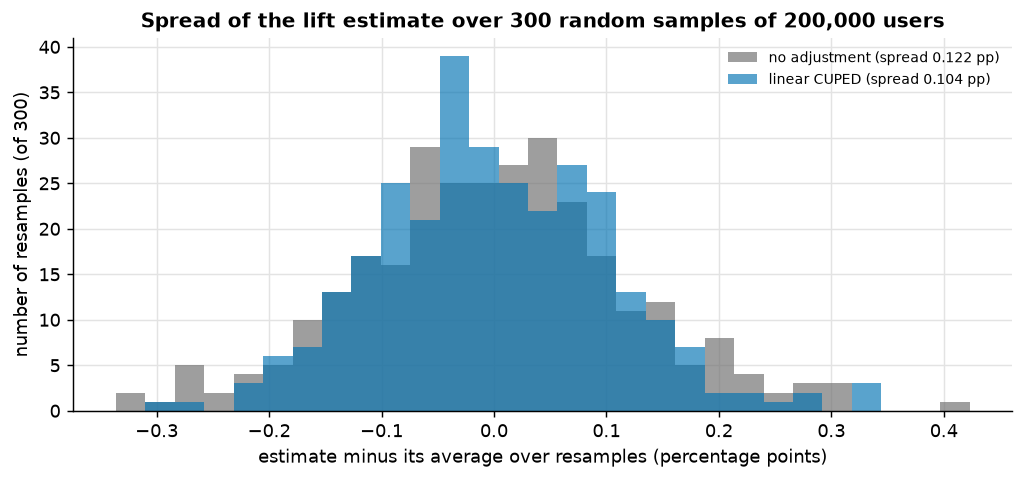 Spread of the lift estimate over 300 random samples of 200,000 users
no adjustment (spread 0.122 pp)
linear CUPED (spread 0.104 pp)
number of resamples (of 300)
40
35
30
25
20
15
10
5
0
−0.3 −0.2 −0.1 0.0 0.1 0.2 0.3 0.4
estimate minus its average over resamples (percentage points)